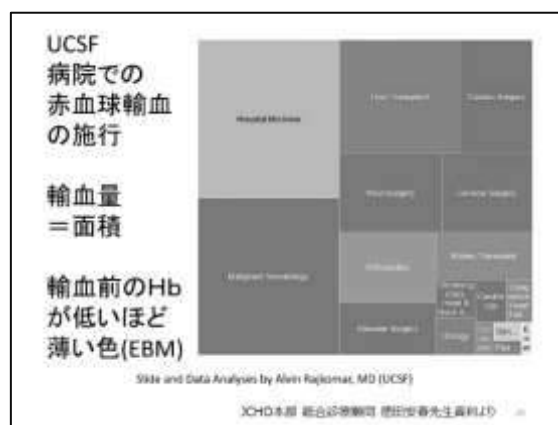 UCSF
病院での
赤血球輸血
の施行
輸血量
＝面積
輸血前のHb
が低いほど
薄い色(EBM)
Hospital Medicine
Liver Transplant
Cardiac Surgery
Neurosurgery
General Surgery
Malignant Hematology
Orthopedics
Kidney Transplant
Vascular Surgery
Urology
Slide and Data Analyses by Alvin Rajkomar, MD (UCSF)
JCHO本部 総合診療顧問 徳田安春先生資料より